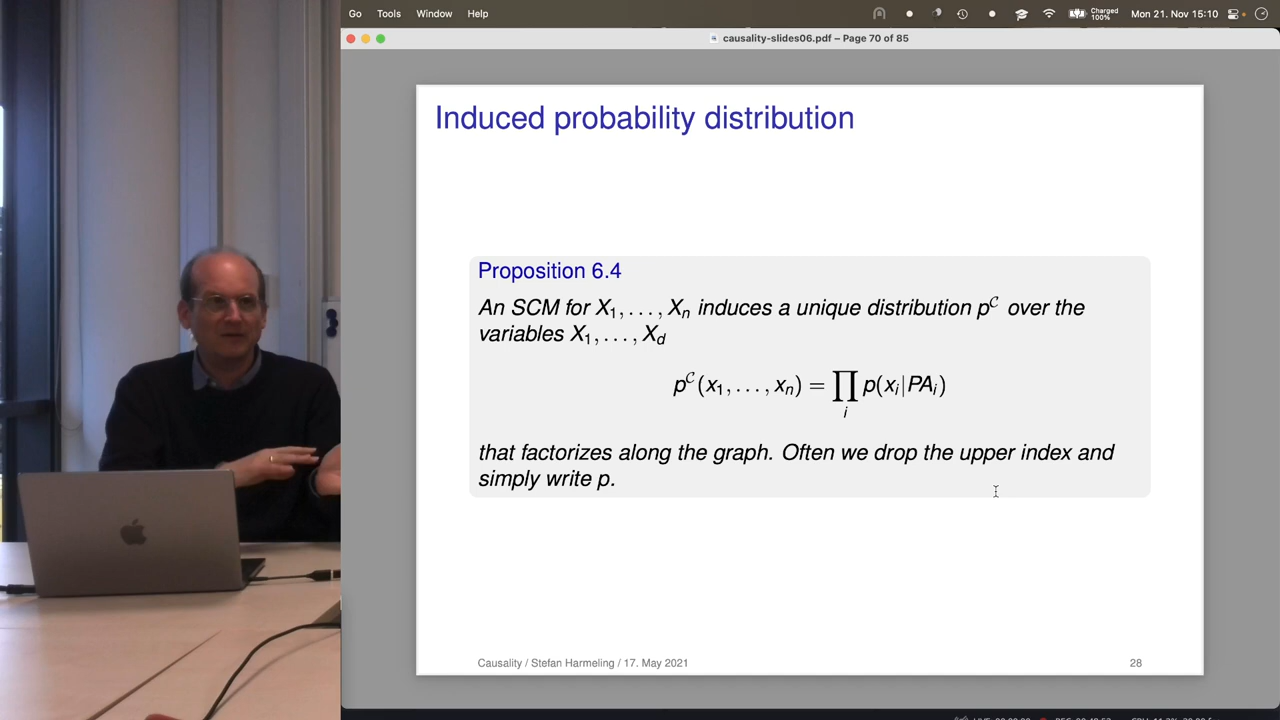 Go Tools Window Help
Charged 100% Mon 21. Nov 15:10
causality-slides06.pdf – Page 70 of 85
Induced probability distribution
Proposition 6.4
An SCM for X₁, . . . , Xₙ induces a unique distribution p^𝒞 over the
variables X₁, . . . , X_d
p^𝒞(x₁, . . . , xₙ) = ∏ᵢ p(xᵢ|PAᵢ)
that factorizes along the graph. Often we drop the upper index and
simply write p.
Causality / Stefan Harmeling / 17. May 2021
28